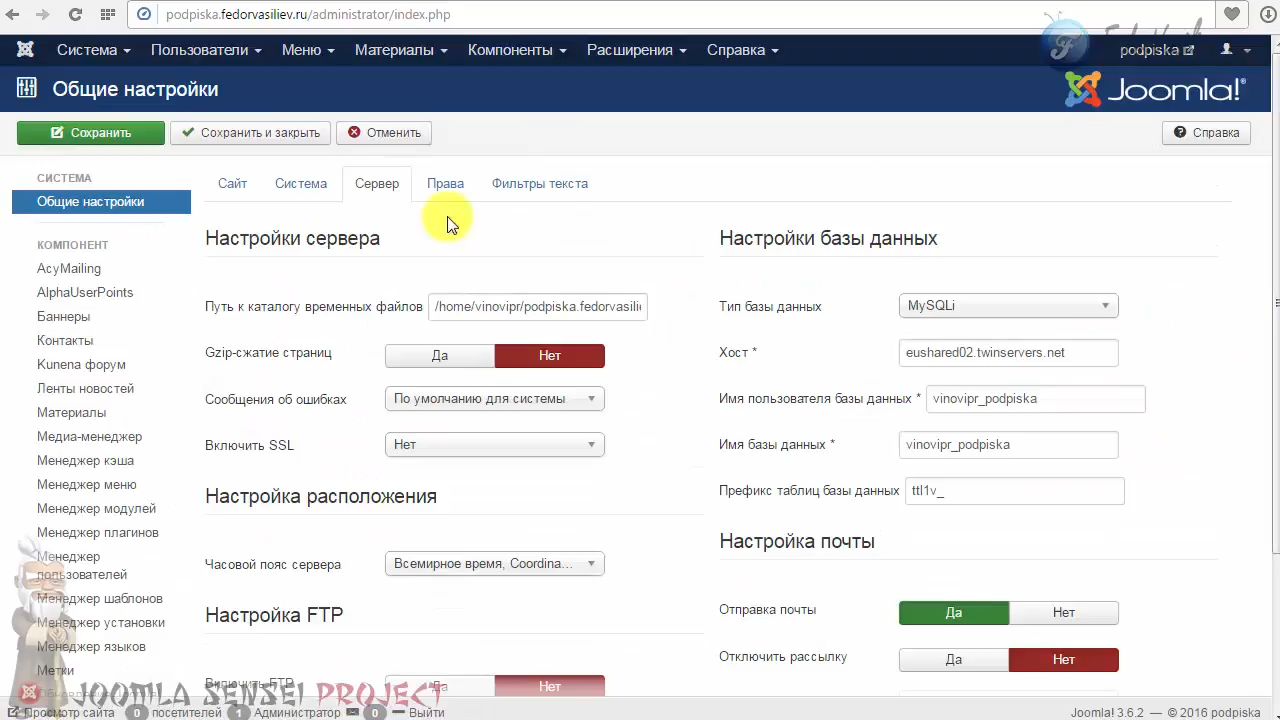 podpiska.fedorvasiliev.ru/administrator/index.php
Система Пользователи Меню Материалы Компоненты Расширения Справка podpiska
Общие настройки
Joomla!®
Сохранить Сохранить и закрыть Отменить Справка
СИСТЕМА
Общие настройки
КОМПОНЕНТ
AcyMailing
AlphaUserPoints
Баннеры
Контакты
Kunena форум
Ленты новостей
Материалы
Медиа-менеджер
Менеджер кэша
Менеджер меню
Менеджер модулей
Менеджер плагинов
Менеджер
пользователей
Менеджер шаблонов
Менеджер установки
Менеджер языков
Метки
Сайт Система Сервер Права Фильтры текста
Настройки сервера
Путь к каталогу временных файлов /home/vinovipr/podpiska.fedorvasili
Gzip-сжатие страниц Да Нет
Сообщения об ошибках По умолчанию для системы
Включить SSL Нет
Настройка расположения
Часовой пояс сервера Всемирное время, Coordina...
Настройка FTP
Включить FTP Да Нет
Настройки базы данных
Тип базы данных MySQLi
Хост * eushared02.twinservers.net
Имя пользователя базы данных * vinovipr_podpiska
Имя базы данных * vinovipr_podpiska
Префикс таблиц базы данных ttl1v_
Настройка почты
Отправка почты Да Нет
Отключить рассылку Да Нет
JOOMLA SENSEI PROJECT
Просмотр сайта 0 посетителей 1 Администратор 0 Выйти
Joomla! 3.6.2 — © 2016 podpiska